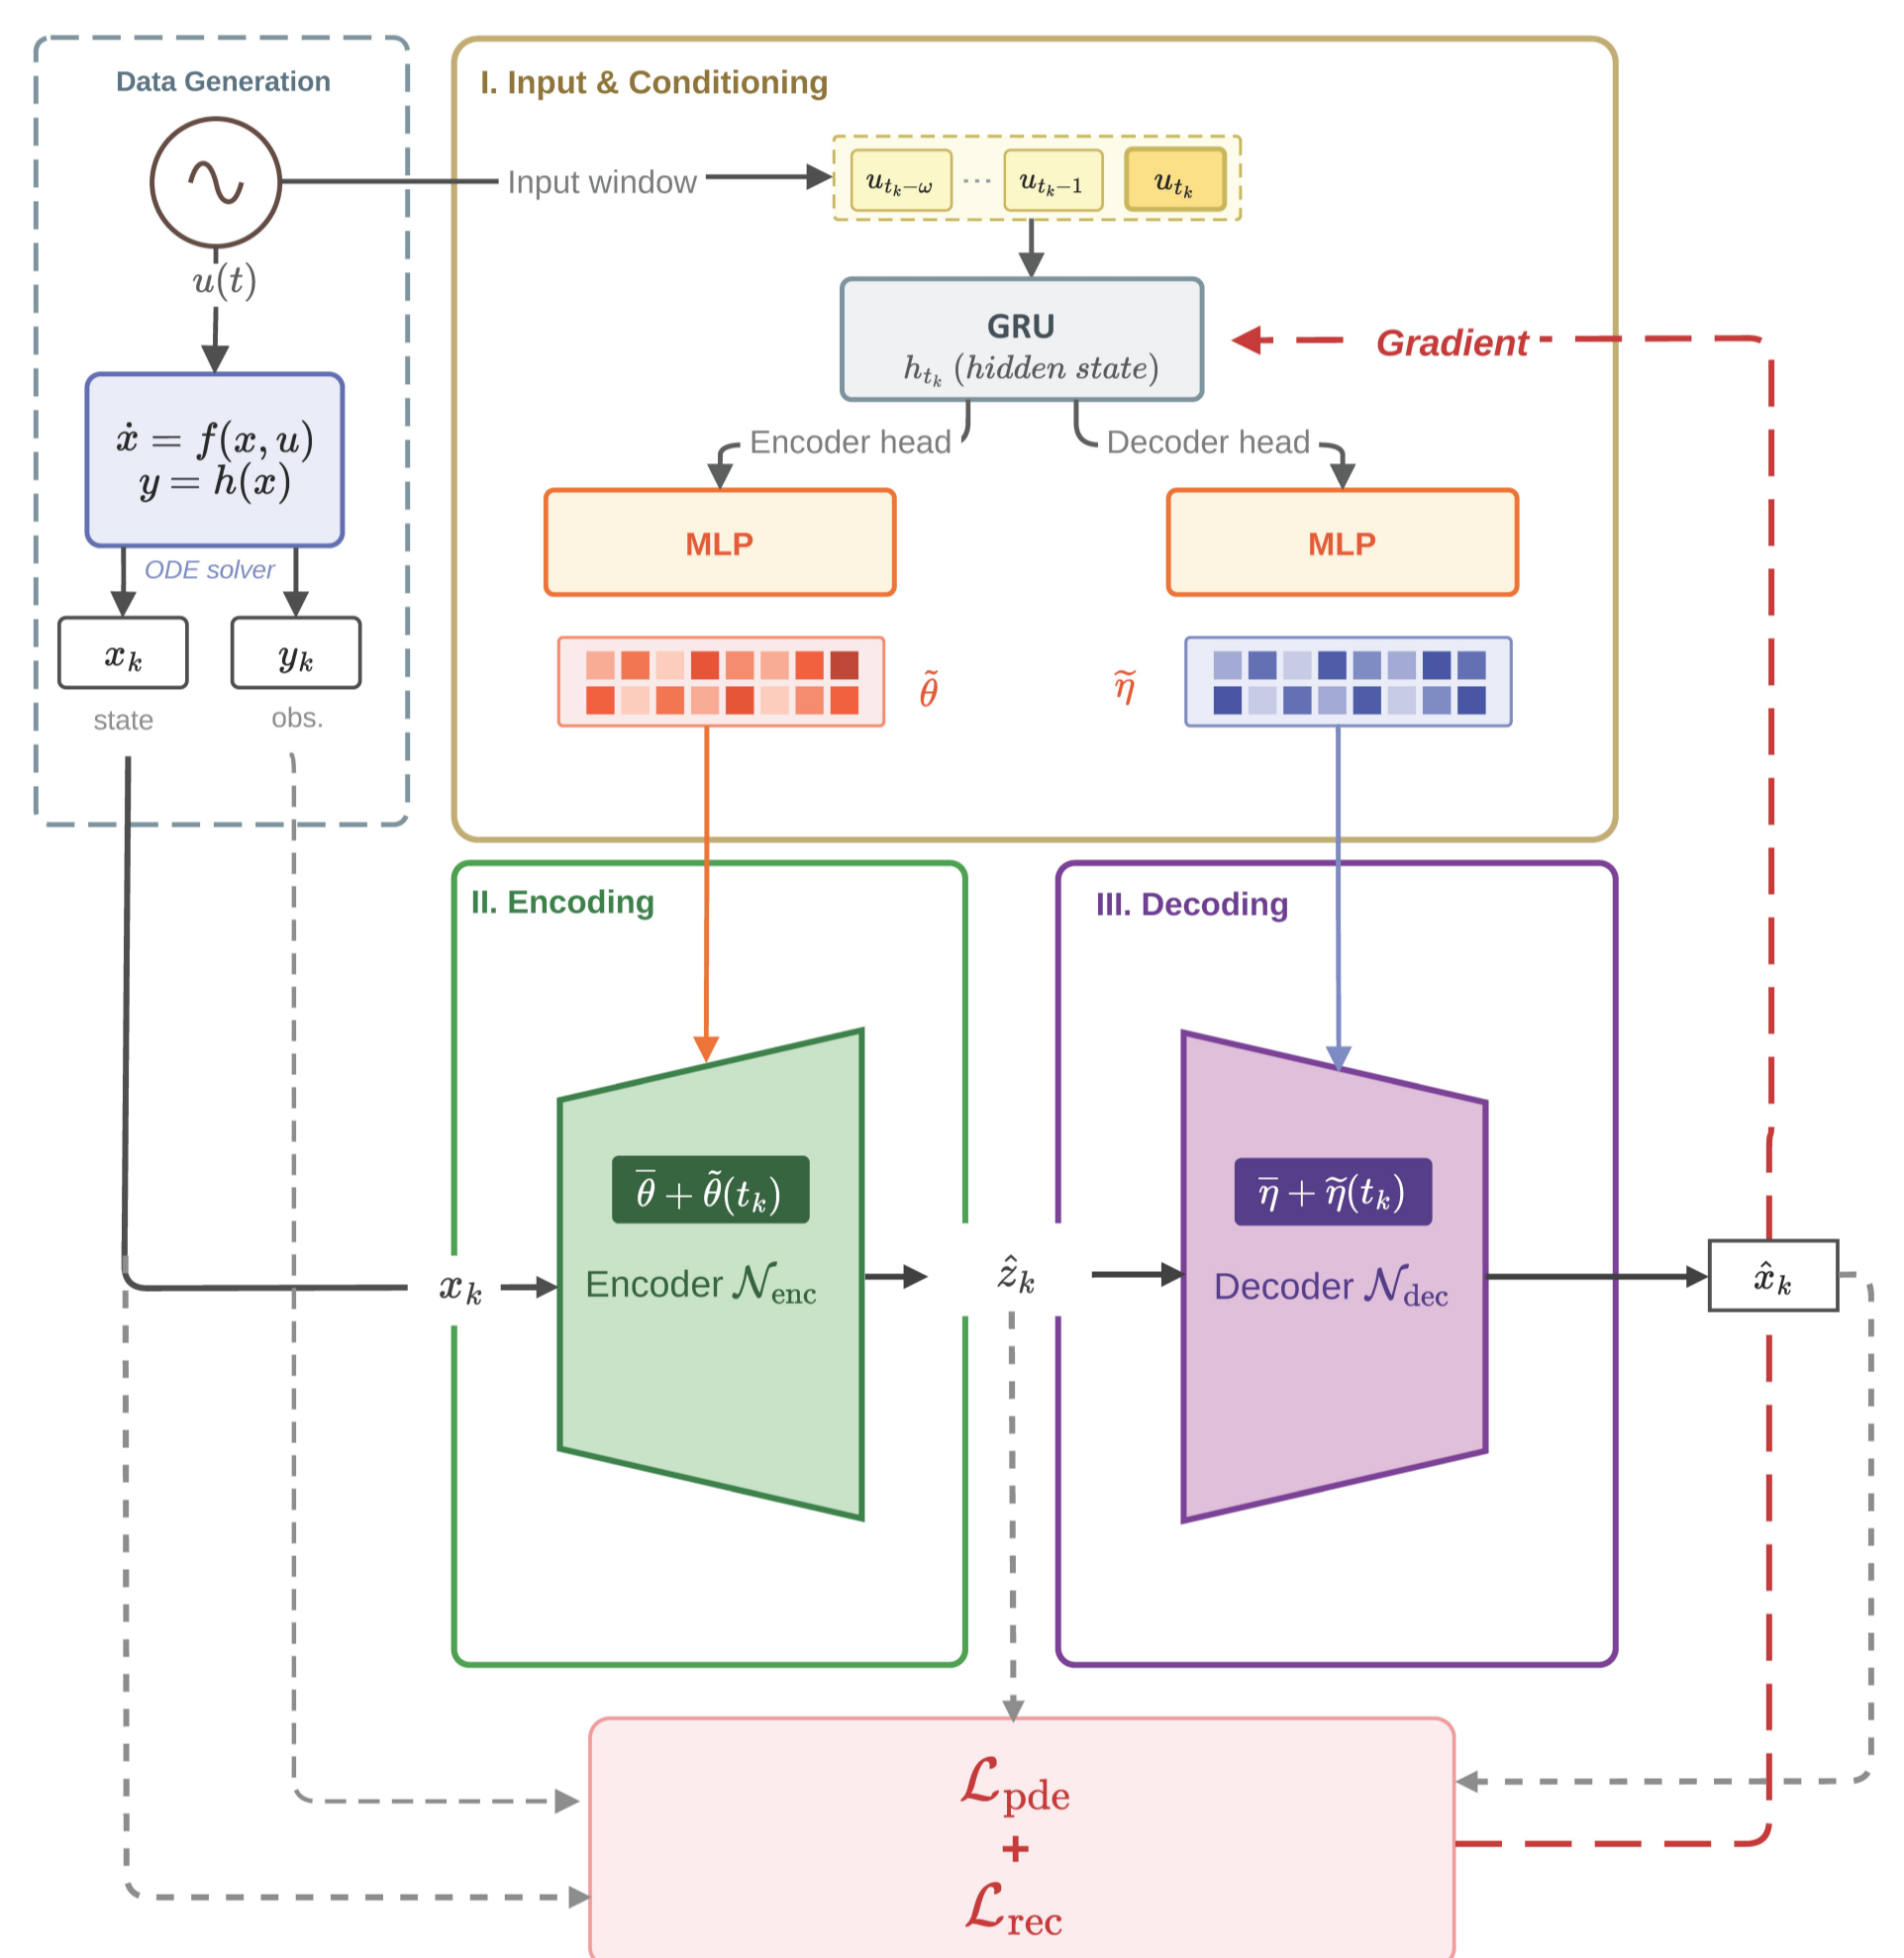 Data Generation
u(t)
ẋ = f(x, u)
y = h(x)
ODE solver
x_k
y_k
state
obs.
I. Input & Conditioning
Input window
u_{t_k−ω} ··· u_{t_k−1} u_{t_k}
GRU
h_{t_k} (hidden state)
Gradient
Encoder head
Decoder head
MLP
MLP
θ̃
η̃
II. Encoding
θ̅ + θ̃(t_k)
Encoder 𝒩_enc
x_k
ẑ_k
III. Decoding
η̅ + η̃(t_k)
Decoder 𝒩_dec
x̂_k
ℒ_pde
+
ℒ_rec